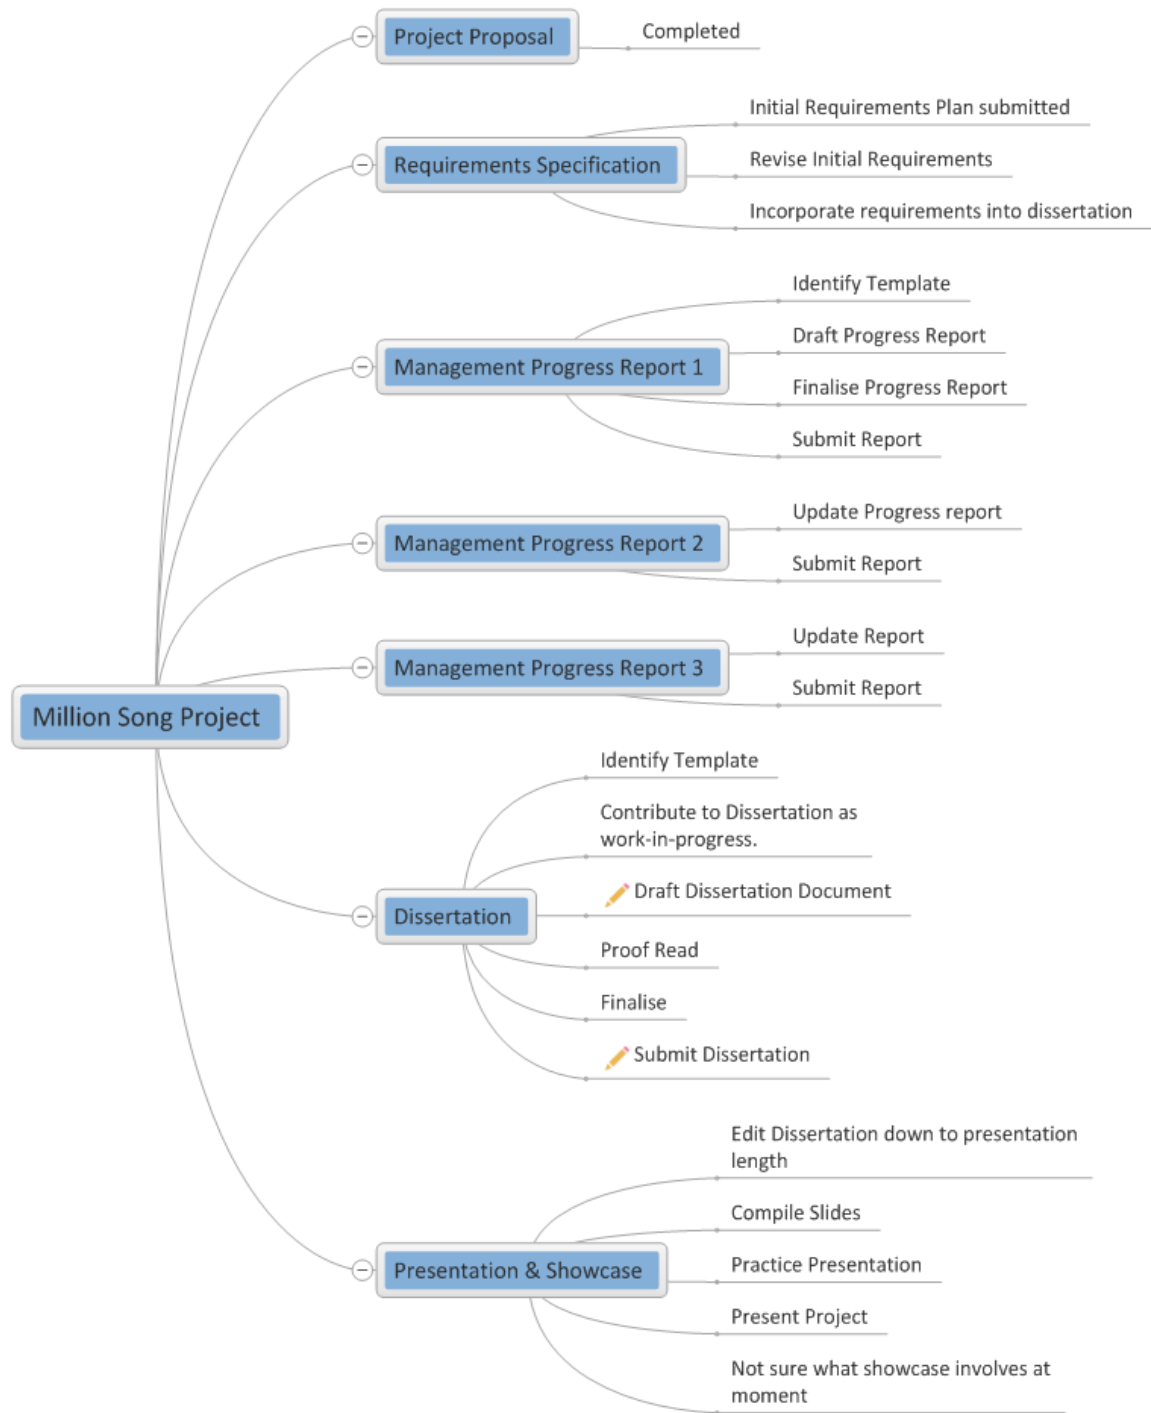 Project Proposal
Completed
Requirements Specification
Initial Requirements Plan submitted
Revise Initial Requirements
Incorporate requirements into dissertation
Management Progress Report 1
Identify Template
Draft Progress Report
Finalise Progress Report
Submit Report
Management Progress Report 2
Update Progress report
Submit Report
Management Progress Report 3
Update Report
Submit Report
Million Song Project
Dissertation
Identify Template
Contribute to Dissertation as
work-in-progress.
Draft Dissertation Document
Proof Read
Finalise
Submit Dissertation
Presentation & Showcase
Edit Dissertation down to presentation
length
Compile Slides
Practice Presentation
Present Project
Not sure what showcase involves at
moment